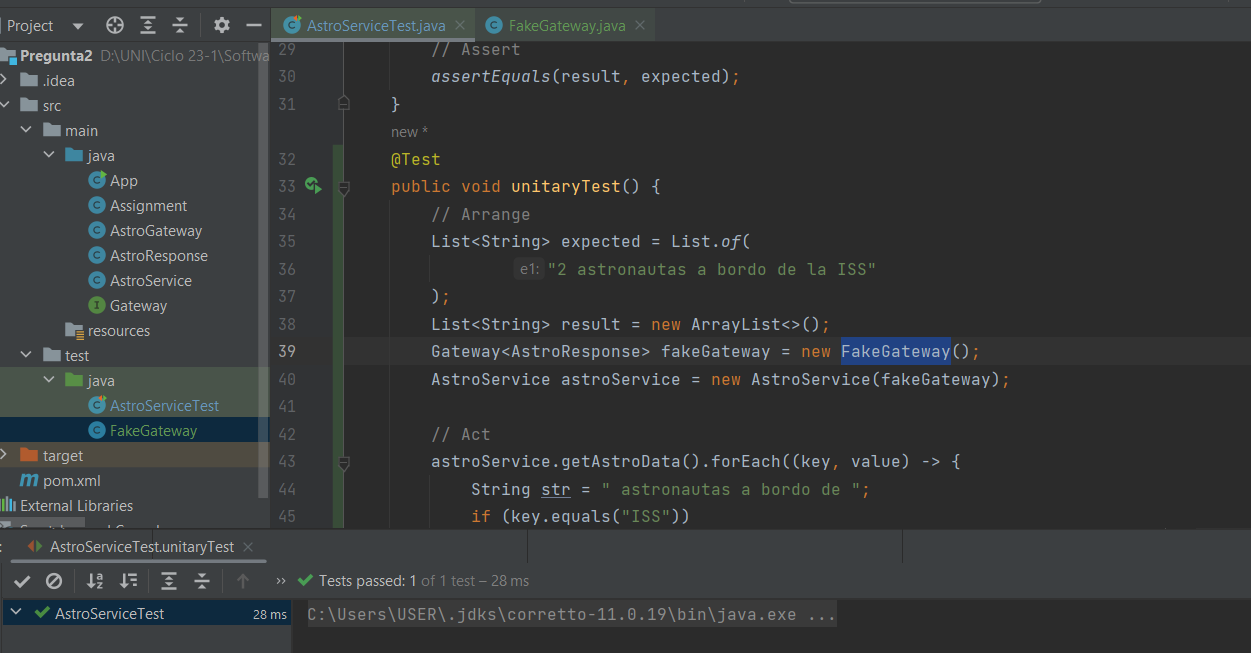 Project
AstroServiceTest.java
FakeGateway.java
Pregunta2 D:\UNI\Ciclo 23-1\Softwa
.idea
src
main
java
App
Assignment
AstroGateway
AstroResponse
AstroService
Gateway
resources
test
java
AstroServiceTest
FakeGateway
target
pom.xml
External Libraries
29 // Assert
30 assertEquals(result, expected);
31 }
new *
32 @Test
33 public void unitaryTest() {
34 // Arrange
35 List<String> expected = List.of(
36 e1: "2 astronautas a bordo de la ISS"
37 );
38 List<String> result = new ArrayList<>();
39 Gateway<AstroResponse> fakeGateway = new FakeGateway();
40 AstroService astroService = new AstroService(fakeGateway);
41
42 // Act
43 astroService.getAstroData().forEach((key, value) -> {
44 String str = " astronautas a bordo de ";
45 if (key.equals("ISS"))
AstroServiceTest.unitaryTest
Tests passed: 1 of 1 test – 28 ms
AstroServiceTest 28 ms
C:\Users\USER\.jdks\corretto-11.0.19\bin\java.exe ...